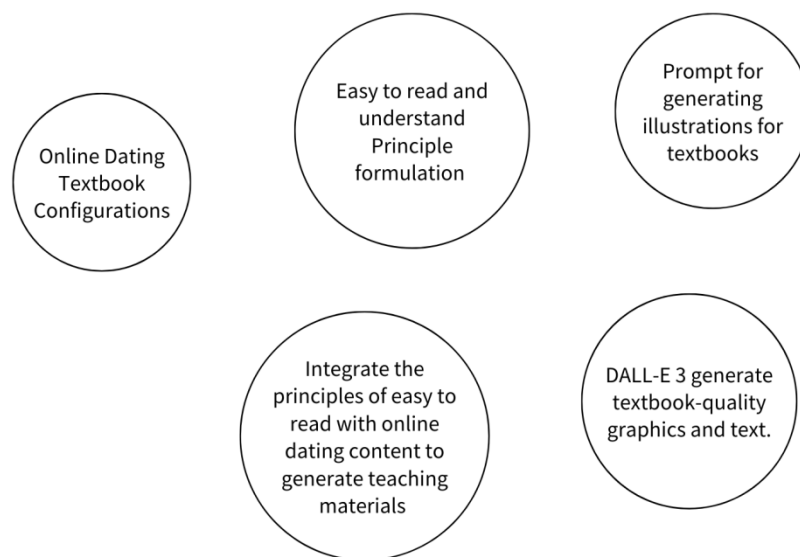 Online Dating
Textbook
Configurations
Easy to read and
understand
Principle
formulation
Prompt for
generating
illustrations for
textbooks
Integrate the
principles of easy to
read with online
dating content to
generate teaching
materials
DALL-E 3 generate
textbook-quality
graphics and text.